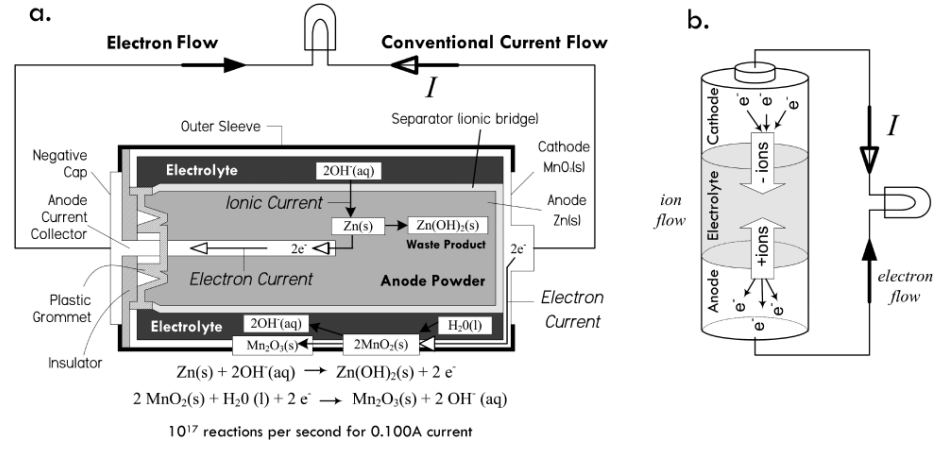 a.
Electron Flow
Conventional Current Flow
I
Outer Sleeve
Separator (ionic bridge)
Negative
Cap
Cathode
MnO₂(s)
Electrolyte
2OH⁻(aq)
Anode
Current
Collector
Ionic Current
Anode
Zn(s)
Zn(s)
Zn(OH)₂(s)
Waste Product
2e⁻
2e⁻
Electron Current
Anode Powder
Plastic
Grommet
Electron
Current
Electrolyte
2OH⁻(aq)
H₂0(l)
Insulator
Mn₂O₃(s)
2MnO₂(s)
Zn(s) + 2OH⁻(aq) → Zn(OH)₂(s) + 2 e⁻
2 MnO₂(s) + H₂0 (l) + 2 e⁻ → Mn₂O₃(s) + 2 OH⁻ (aq)
10¹⁷ reactions per second for 0.100A current
b.
Cathode
e⁻
e⁻
e⁻
I
- ions
ion
flow
Electrolyte
+ions
Anode
electron
flow
e⁻
e⁻
e⁻